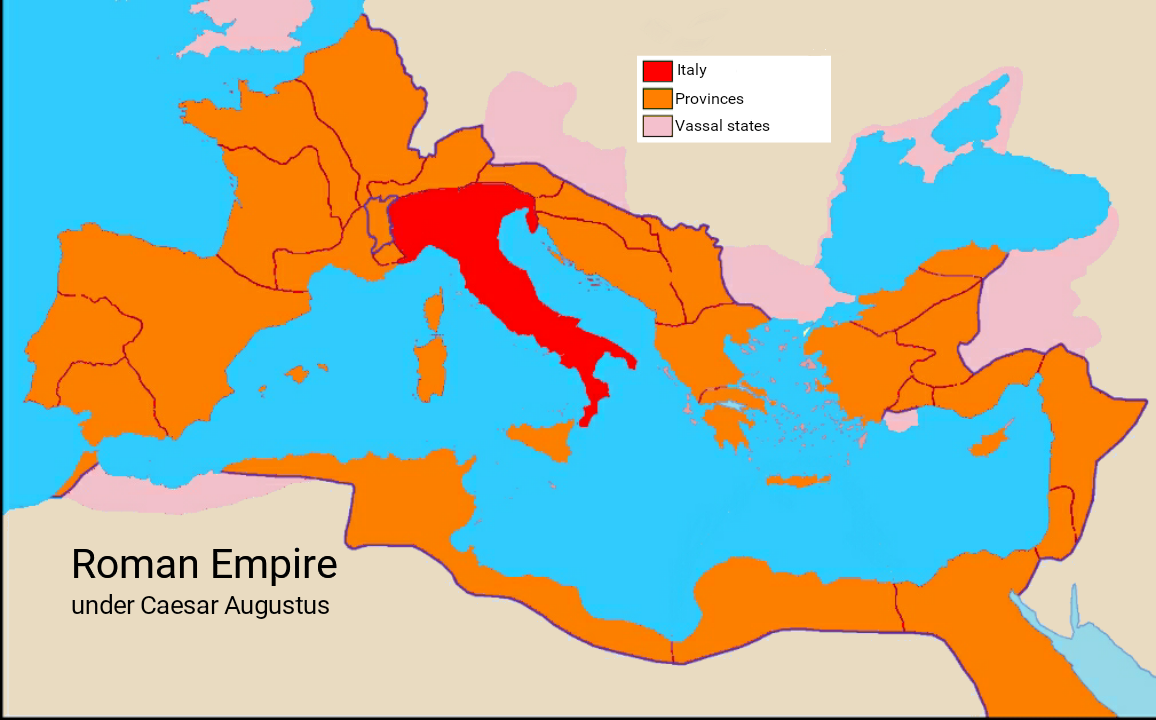 Italy
Provinces
Vassal states
Roman Empire
under Caesar Augustus